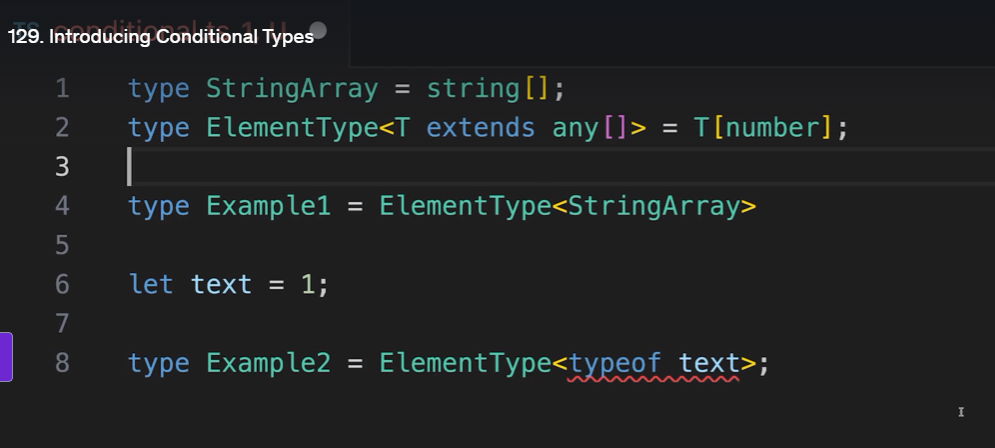 TS conditional.ts 1, U
129. Introducing Conditional Types
1 type StringArray = string[];
2 type ElementType<T extends any[]> = T[number];
3
4 type Example1 = ElementType<StringArray>
5
6 let text = 1;
7
8 type Example2 = ElementType<typeof text>;